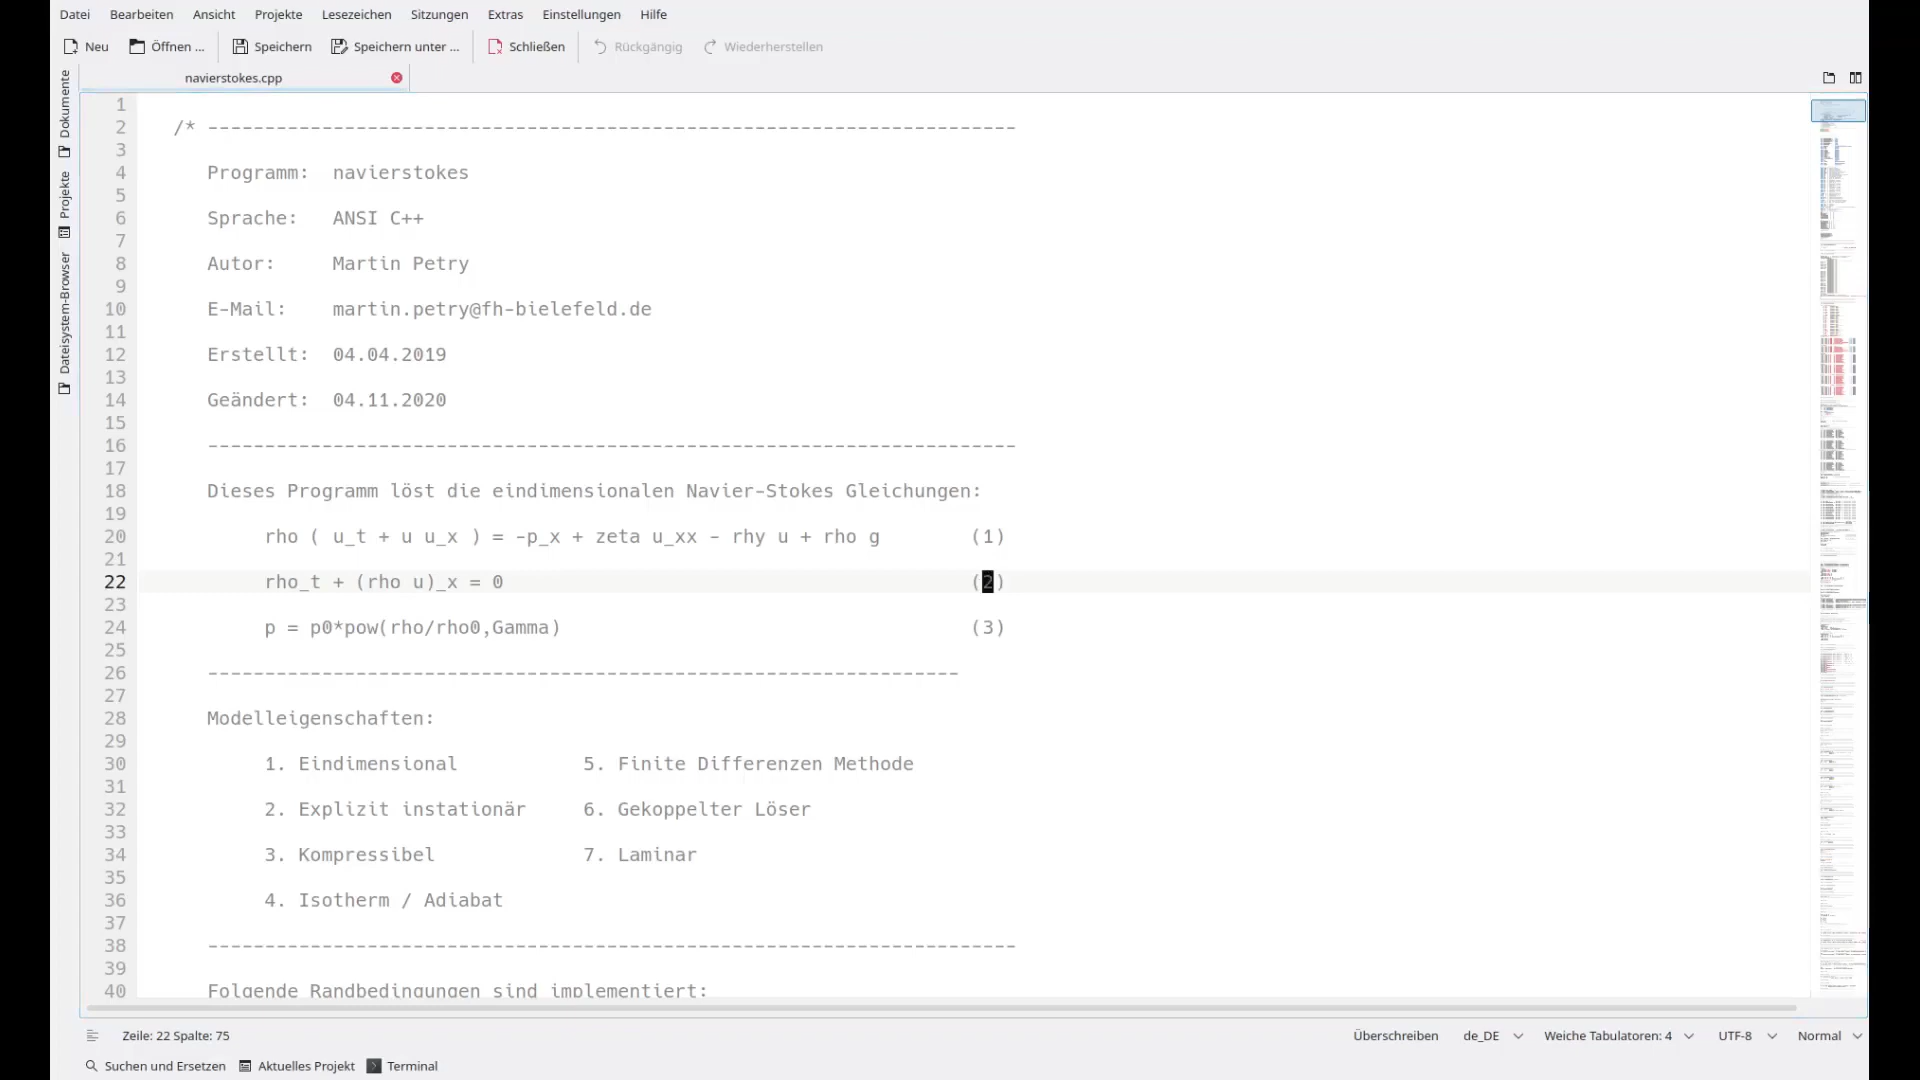 Datei Bearbeiten Ansicht Projekte Lesezeichen Sitzungen Extras Einstellungen Hilfe
Neu Öffnen ... Speichern Speichern unter ... Schließen Rückgängig Wiederherstellen
navierstokes.cpp
Dokumente
Projekte
Dateisystem-Browser
1
2 /* -----------------------------------------------------------------------
3
4 Programm: navierstokes
5
6 Sprache: ANSI C++
7
8 Autor: Martin Petry
9
10 E-Mail: martin.petry@fh-bielefeld.de
11
12 Erstellt: 04.04.2019
13
14 Geändert: 04.11.2020
15
16 -----------------------------------------------------------------------
17
18 Dieses Programm löst die eindimensionalen Navier-Stokes Gleichungen:
19
20 rho ( u_t + u u_x ) = -p_x + zeta u_xx - rhy u + rho g (1)
21
22 rho_t + (rho u)_x = 0 (2)
23
24 p = p0*pow(rho/rho0,Gamma) (3)
25
26 ------------------------------------------------------------------
27
28 Modelleigenschaften:
29
30 1. Eindimensional 5. Finite Differenzen Methode
31
32 2. Explizit instationär 6. Gekoppelter Löser
33
34 3. Kompressibel 7. Laminar
35
36 4. Isotherm / Adiabat
37
38 -----------------------------------------------------------------------
39
40 Folgende Randbedingungen sind implementiert:
Zeile: 22 Spalte: 75 Überschreiben de_DE Weiche Tabulatoren: 4 UTF-8 Normal
Suchen und Ersetzen Aktuelles Projekt Terminal